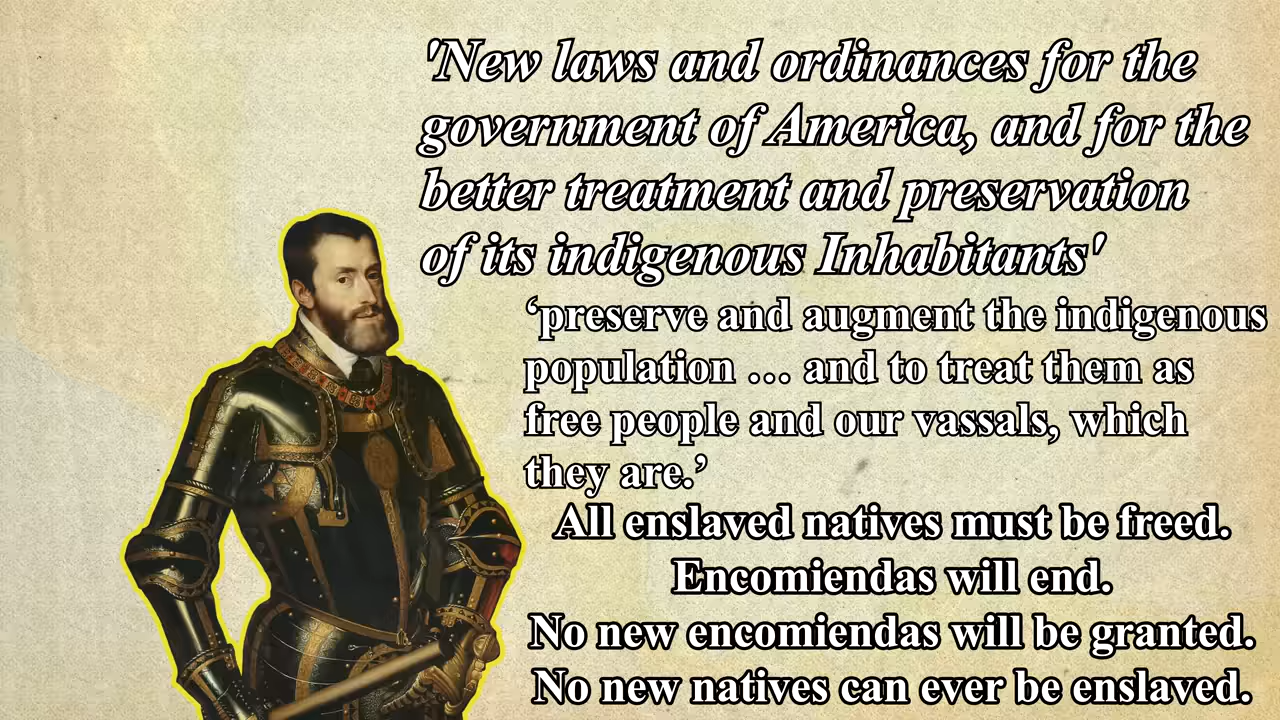 'New laws and ordinances for the
government of America, and for the
better treatment and preservation
of its indigenous Inhabitants'
‘preserve and augment the indigenous
population … and to treat them as
free people and our vassals, which
they are.’
All enslaved natives must be freed.
Encomiendas will end.
No new encomiendas will be granted.
No new natives can ever be enslaved.